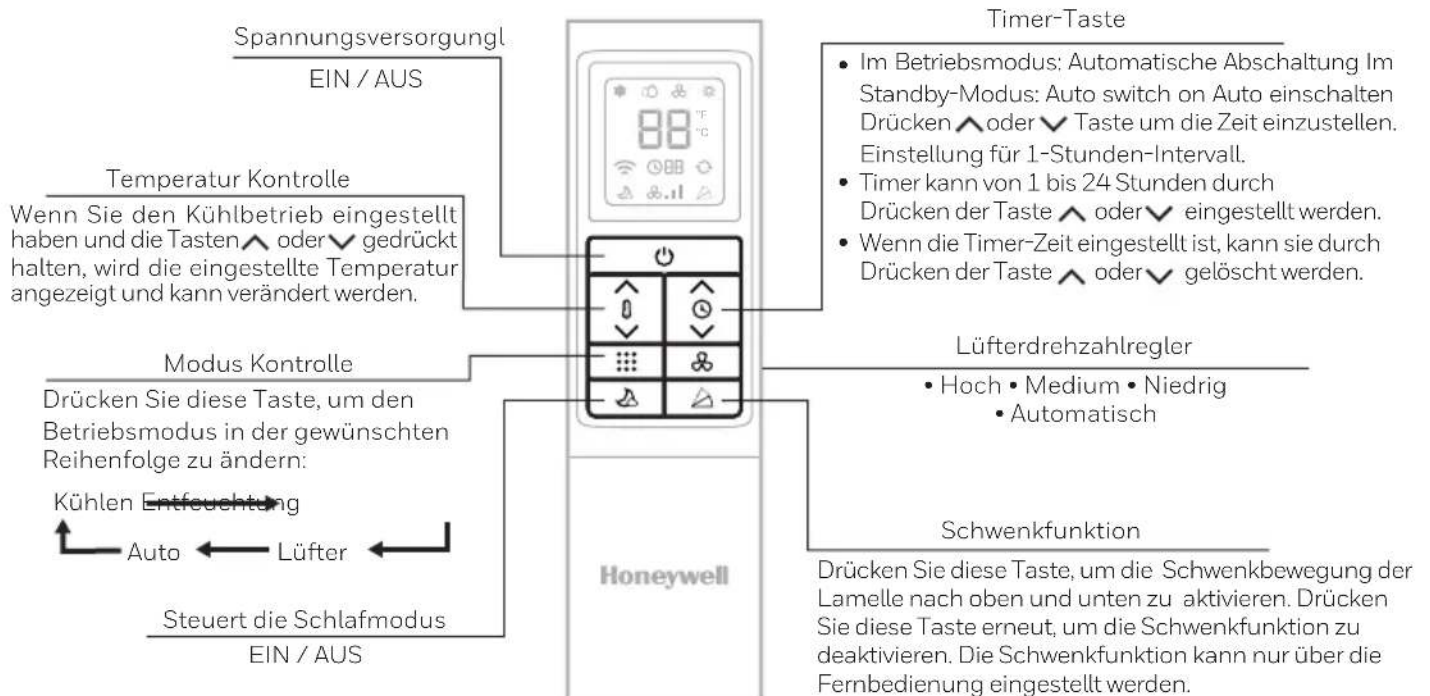 Spannungsversorgungl
EIN / AUS
Temperatur Kontrolle
Wenn Sie den Kühlbetrieb eingestellt
haben und die Tasten oder gedrückt
halten, wird die eingestellte Temperatur
angezeigt und kann verändert werden.
Modus Kontrolle
Drücken Sie diese Taste, um den
Betriebsmodus in der gewünschten
Reihenfolge zu ändern:
Kühlen Entfeuchtung
Auto Lüfter
Steuert die Schlafmodus
EIN / AUS
88 °F
°C
88
Honeywell
Timer-Taste
• Im Betriebsmodus: Automatische Abschaltung Im
Standby-Modus: Auto switch on Auto einschalten
Drücken oder Taste um die Zeit einzustellen.
Einstellung für 1-Stunden-Intervall.
• Timer kann von 1 bis 24 Stunden durch
Drücken der Taste oder eingestellt werden.
• Wenn die Timer-Zeit eingestellt ist, kann sie durch
Drücken der Taste oder gelöscht werden.
Lüfterdrehzahlregler
• Hoch • Medium • Niedrig
• Automatisch
Schwenkfunktion
Drücken Sie diese Taste, um die Schwenkbewegung der
Lamelle nach oben und unten zu aktivieren. Drücken
Sie diese Taste erneut, um die Schwenkfunktion zu
deaktivieren. Die Schwenkfunktion kann nur über die
Fernbedienung eingestellt werden.